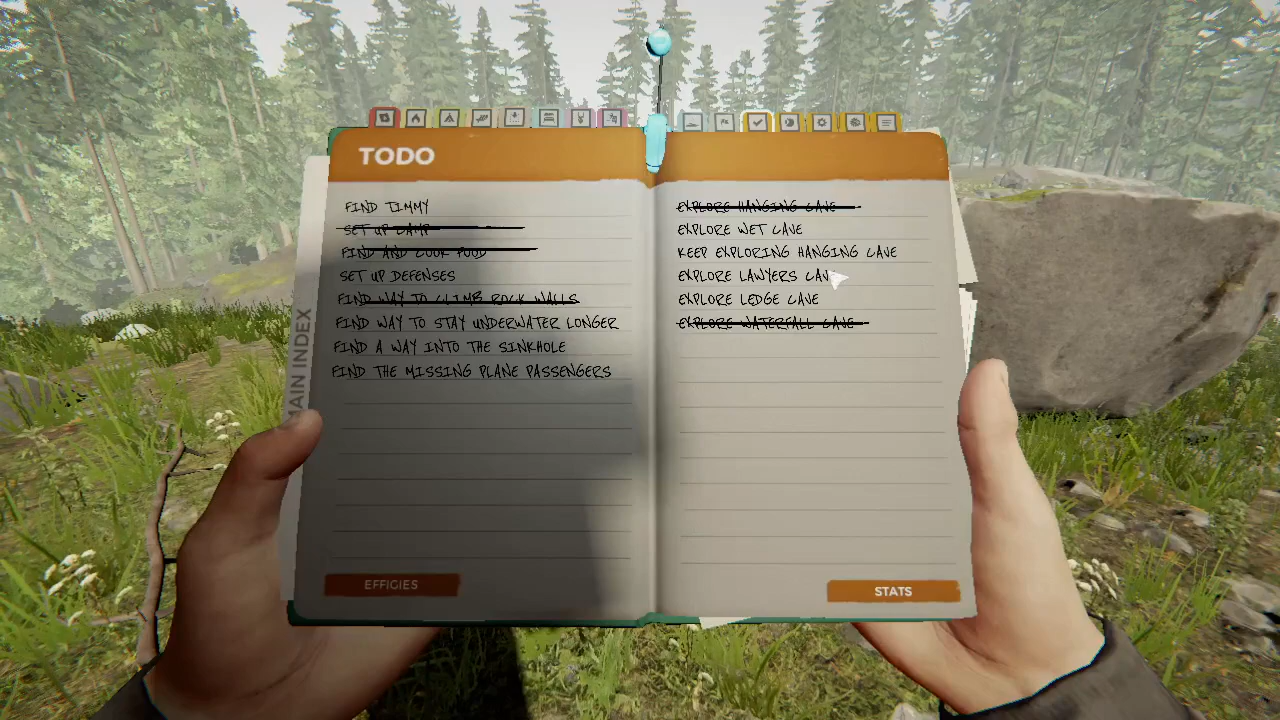 TODO
FIND TIMMY
SET UP CAMP
FIND AND COOK FOOD
SET UP DEFENSES
FIND WAY TO CLIMB ROCK WALLS
FIND WAY TO STAY UNDERWATER LONGER
FIND A WAY INTO THE SINKHOLE
FIND THE MISSING PLANE PASSENGERS
MAIN INDEX
EFFIGIES
EXPLORE HANGING CAVE
EXPLORE WET CAVE
KEEP EXPLORING HANGING CAVE
EXPLORE LAWYERS CAVE
EXPLORE LEDGE CAVE
EXPLORE WATERFALL CAVE
STATS